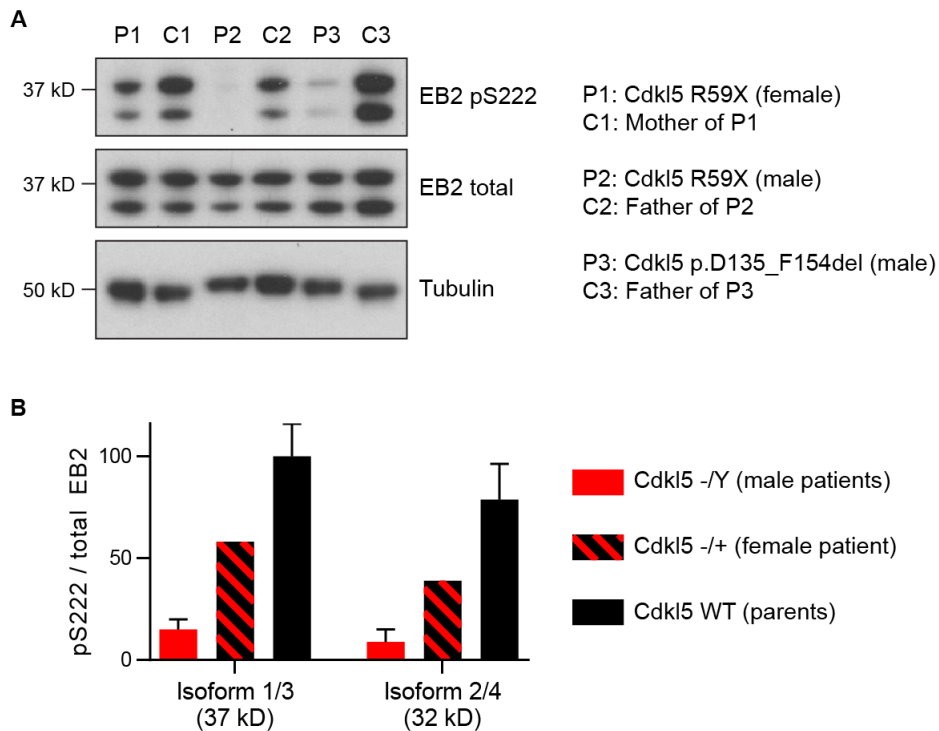 A
P1 C1 P2 C2 P3 C3
37 kD
EB2 pS222
37 kD
EB2 total
50 kD
Tubulin
P1: Cdkl5 R59X (female)
C1: Mother of P1
P2: Cdkl5 R59X (male)
C2: Father of P2
P3: Cdkl5 p.D135_F154del (male)
C3: Father of P3
B
pS222 / total EB2
100
50
0
Isoform 1/3
(37 kD)
Isoform 2/4
(32 kD)
Cdkl5 -/Y (male patients)
Cdkl5 -/+ (female patient)
Cdkl5 WT (parents)